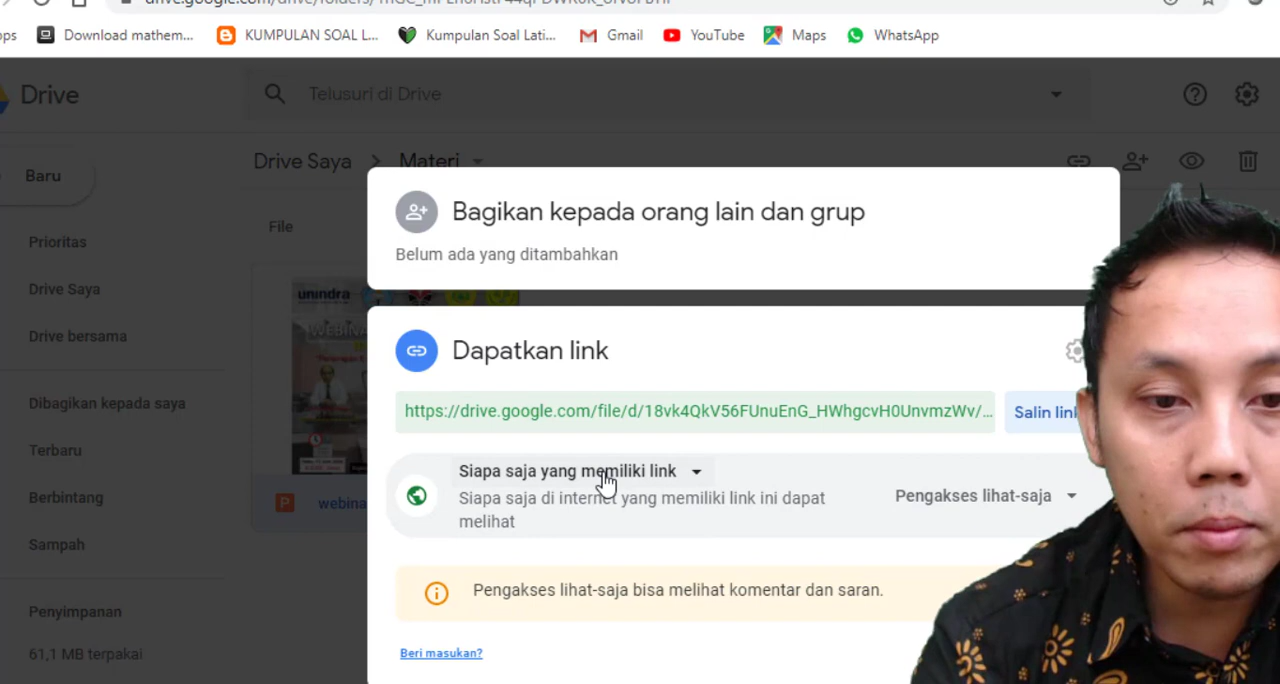 Download mathem...
KUMPULAN SOAL L...
Kumpulan Soal Lati...
Gmail
YouTube
Maps
WhatsApp
Drive
Telusuri di Drive
Baru
Drive Saya > Materi
File
Prioritas
Drive Saya
Drive bersama
Dibagikan kepada saya
Terbaru
Berbintang
Sampah
Penyimpanan
61,1 MB terpakai
unindra
WEBINA
webina
Bagikan kepada orang lain dan grup
Belum ada yang ditambahkan
Dapatkan link
https://drive.google.com/file/d/18vk4QkV56FUnuEnG_HWhgcvH0UnvmzWv/...
Salin link
Siapa saja yang memiliki link
Siapa saja di internet yang memiliki link ini dapat
melihat
Pengakses lihat-saja
Pengakses lihat-saja bisa melihat komentar dan saran.
Beri masukan?